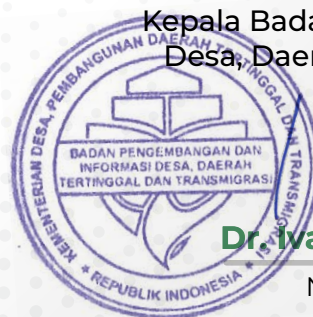 Kepala Bada
Desa, Daer
KEMENTERIAN DESA, PEMBANGUNAN DAERAH TERTINGGAL DAN TRANSMIGRASI
BADAN PENGEMBANGAN DAN
INFORMASI DESA, DAERAH
TERTINGGAL DAN TRANSMIGRASI
* REPUBLIK INDONESIA *
Dr. Iva
N